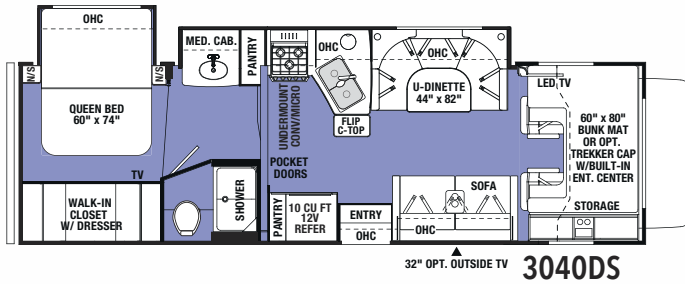 OHC
N/S
N/S
QUEEN BED
60" x 74"
TV
WALK-IN
CLOSET
W/ DRESSER
MED. CAB.
PANTRY
SHOWER
UNDERMOUNT
CONV/MICRO
POCKET
DOORS
PANTRY
10 CU FT
12V
REFER
OHC
FLIP
C-TOP
ENTRY
OHC
OHC
U-DINETTE
44" x 82"
SOFA
OHC
32" OPT. OUTSIDE TV
LED TV
60" x 80"
BUNK MAT
OR OPT.
TREKKER CAP
W/BUILT-IN
ENT. CENTER
STORAGE
3040DS